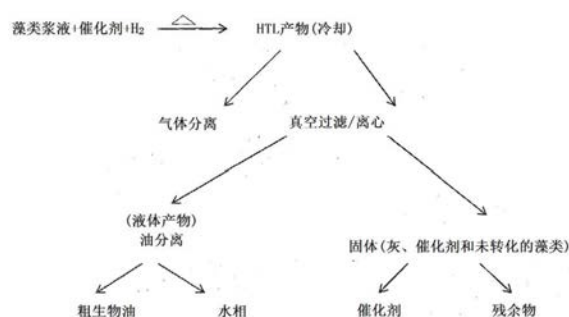 藻类浆液+催化剂+H₂ △ HTL产物(冷却)
气体分离 真空过滤/离心
(液体产物)
油分离
固体(灰、催化剂和未转化的藻类)
粗生物油 水相 催化剂 残余物